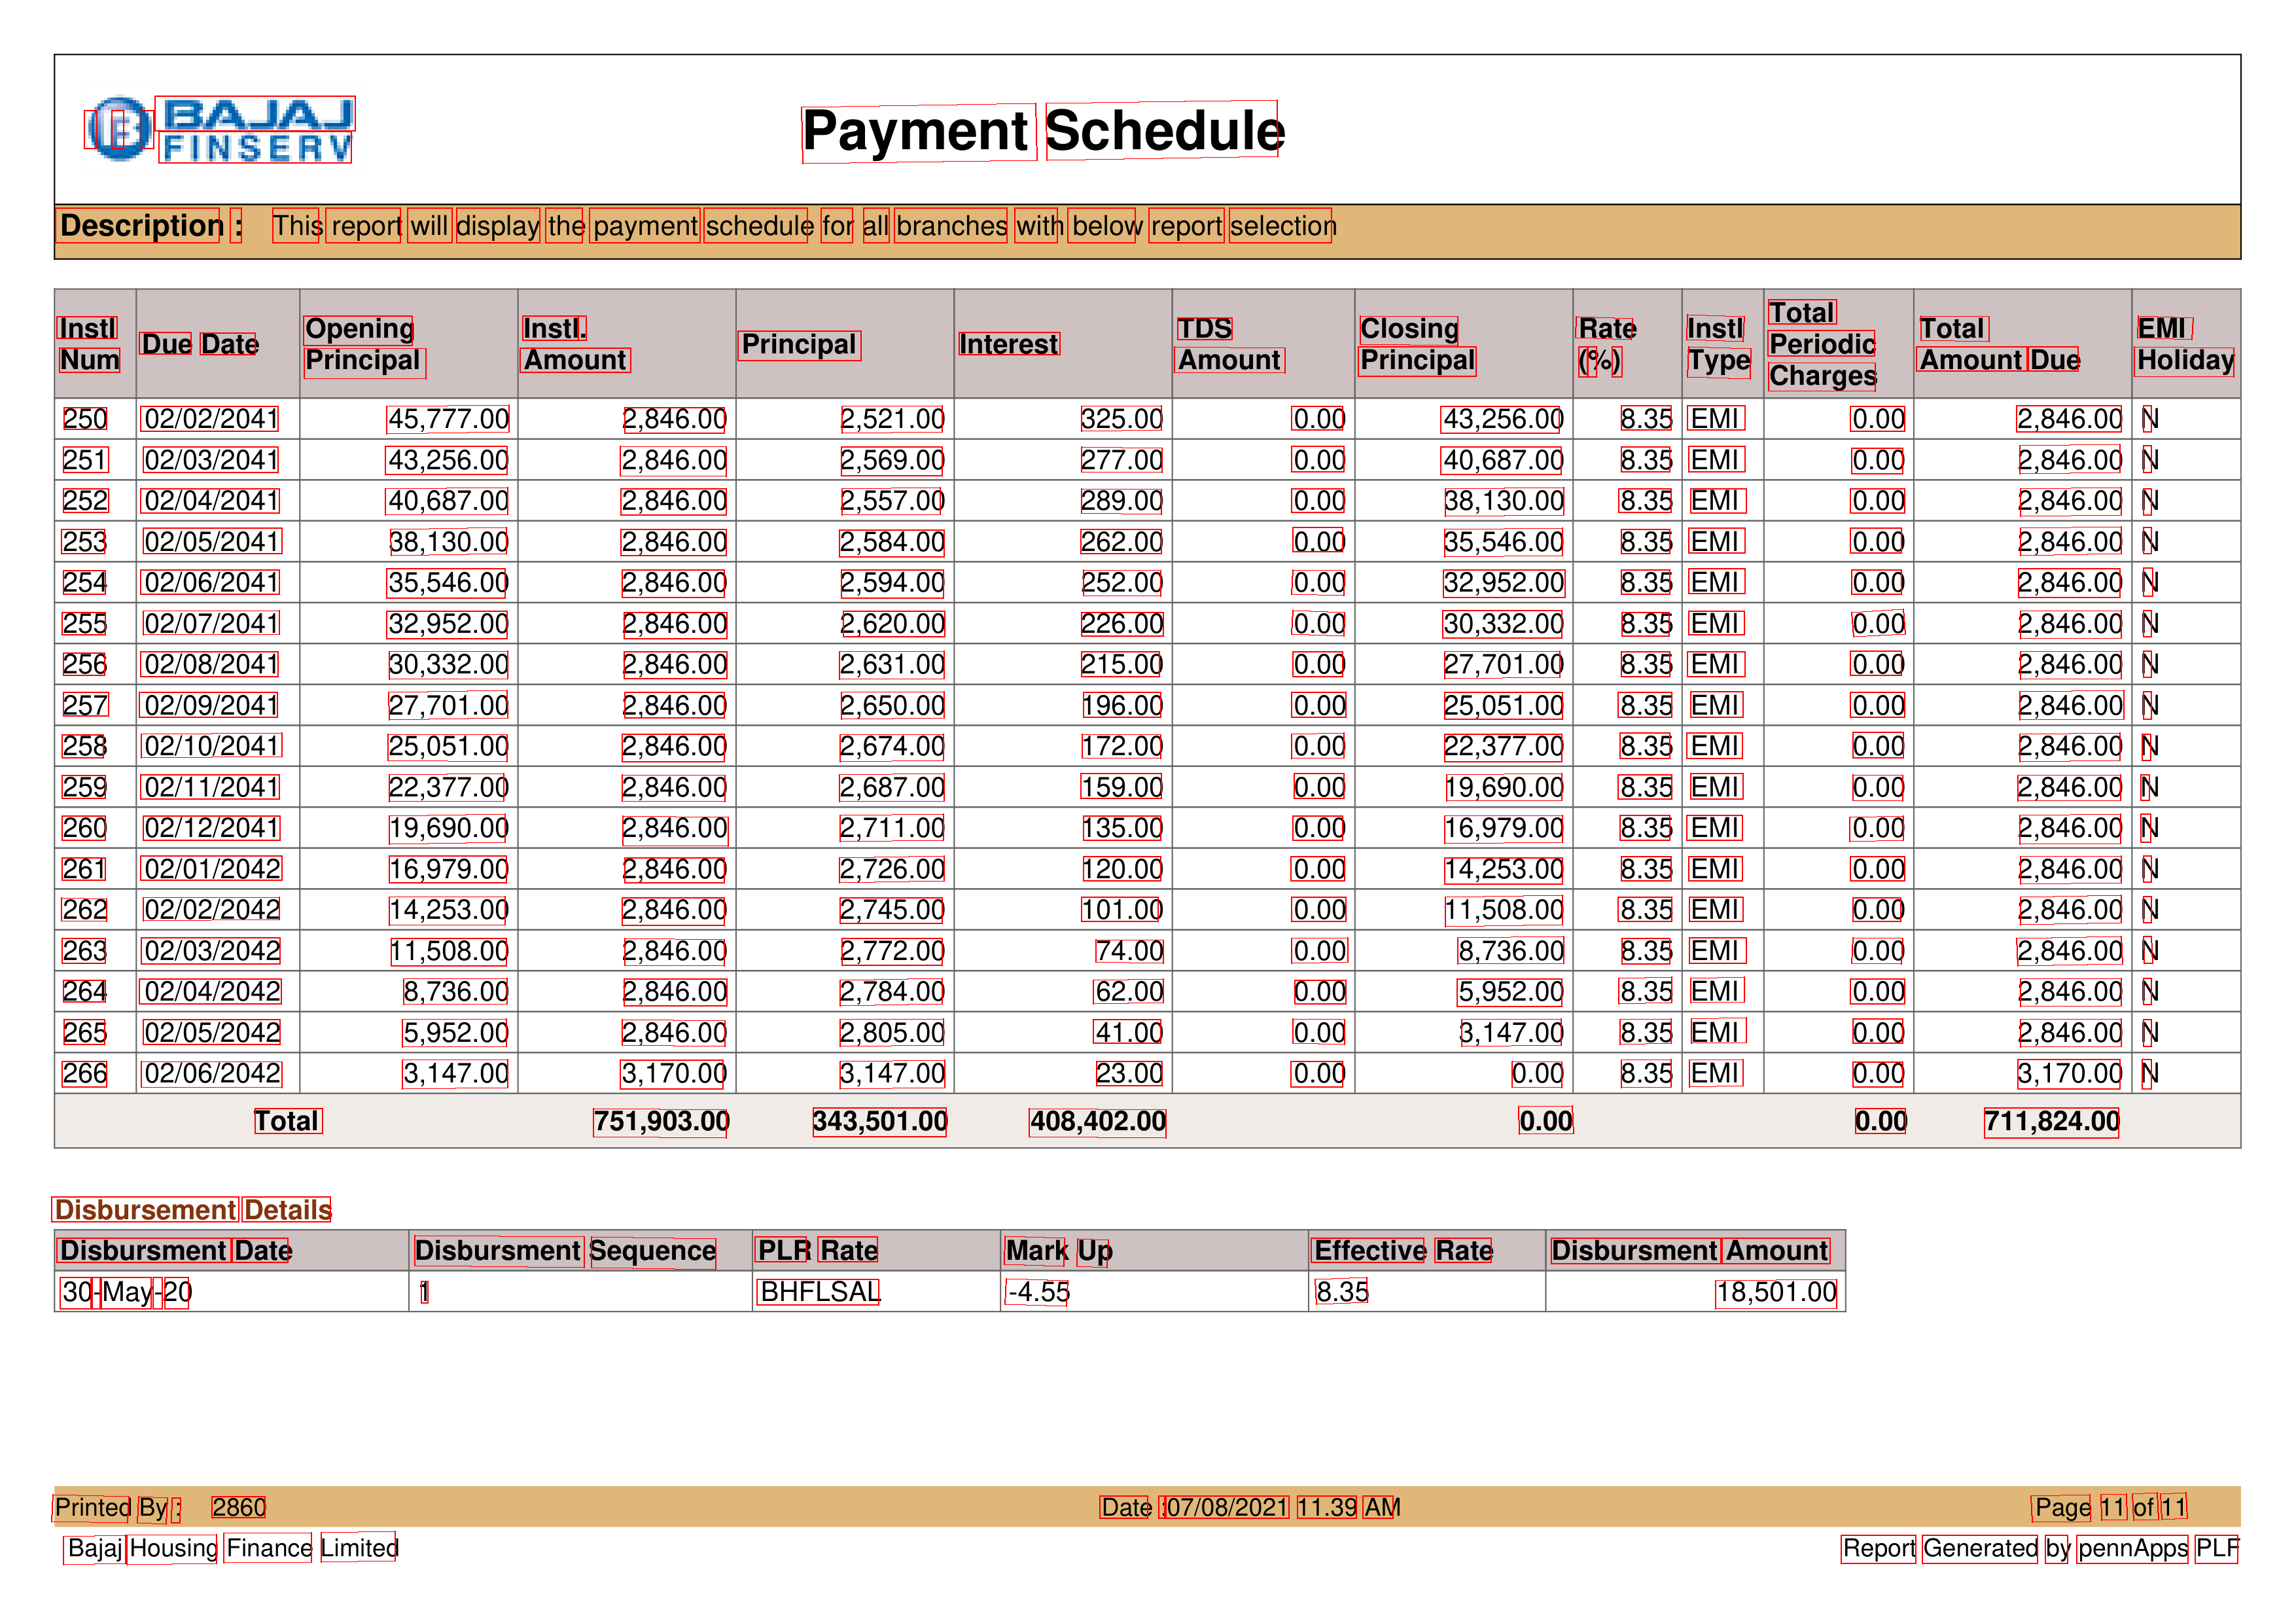 BAJAJ
FINSERV
Payment Schedule
Description : This report will display the payment schedule for all branches with below report selection
Instl Num Due Date Opening Principal Instl. Amount Principal Interest TDS Amount Closing Principal Rate (%) Instl Type Total Periodic Charges Total Amount Due EMI Holiday
250 02/02/2041 45,777.00 2,846.00 2,521.00 325.00 0.00 43,256.00 8.35 EMI 0.00 2,846.00 N
251 02/03/2041 43,256.00 2,846.00 2,569.00 277.00 0.00 40,687.00 8.35 EMI 0.00 2,846.00 N
252 02/04/2041 40,687.00 2,846.00 2,557.00 289.00 0.00 38,130.00 8.35 EMI 0.00 2,846.00 N
253 02/05/2041 38,130.00 2,846.00 2,584.00 262.00 0.00 35,546.00 8.35 EMI 0.00 2,846.00 N
254 02/06/2041 35,546.00 2,846.00 2,594.00 252.00 0.00 32,952.00 8.35 EMI 0.00 2,846.00 N
255 02/07/2041 32,952.00 2,846.00 2,620.00 226.00 0.00 30,332.00 8.35 EMI 0.00 2,846.00 N
256 02/08/2041 30,332.00 2,846.00 2,631.00 215.00 0.00 27,701.00 8.35 EMI 0.00 2,846.00 N
257 02/09/2041 27,701.00 2,846.00 2,650.00 196.00 0.00 25,051.00 8.35 EMI 0.00 2,846.00 N
258 02/10/2041 25,051.00 2,846.00 2,674.00 172.00 0.00 22,377.00 8.35 EMI 0.00 2,846.00 N
259 02/11/2041 22,377.00 2,846.00 2,687.00 159.00 0.00 19,690.00 8.35 EMI 0.00 2,846.00 N
260 02/12/2041 19,690.00 2,846.00 2,711.00 135.00 0.00 16,979.00 8.35 EMI 0.00 2,846.00 N
261 02/01/2042 16,979.00 2,846.00 2,726.00 120.00 0.00 14,253.00 8.35 EMI 0.00 2,846.00 N
262 02/02/2042 14,253.00 2,846.00 2,745.00 101.00 0.00 11,508.00 8.35 EMI 0.00 2,846.00 N
263 02/03/2042 11,508.00 2,846.00 2,772.00 74.00 0.00 8,736.00 8.35 EMI 0.00 2,846.00 N
264 02/04/2042 8,736.00 2,846.00 2,784.00 62.00 0.00 5,952.00 8.35 EMI 0.00 2,846.00 N
265 02/05/2042 5,952.00 2,846.00 2,805.00 41.00 0.00 3,147.00 8.35 EMI 0.00 2,846.00 N
266 02/06/2042 3,147.00 3,170.00 3,147.00 23.00 0.00 0.00 8.35 EMI 0.00 3,170.00 N
Total 751,903.00 343,501.00 408,402.00 0.00 0.00 711,824.00
Disbursement Details
Disbursment Date Disbursment Sequence PLR Rate Mark Up Effective Rate Disbursment Amount
30-May-20 1 BHFLSAL -4.55 8.35 18,501.00
Printed By : 2860 Date :07/08/2021 11.39 AM Page 11 of 11
Bajaj Housing Finance Limited Report Generated by pennApps PLF